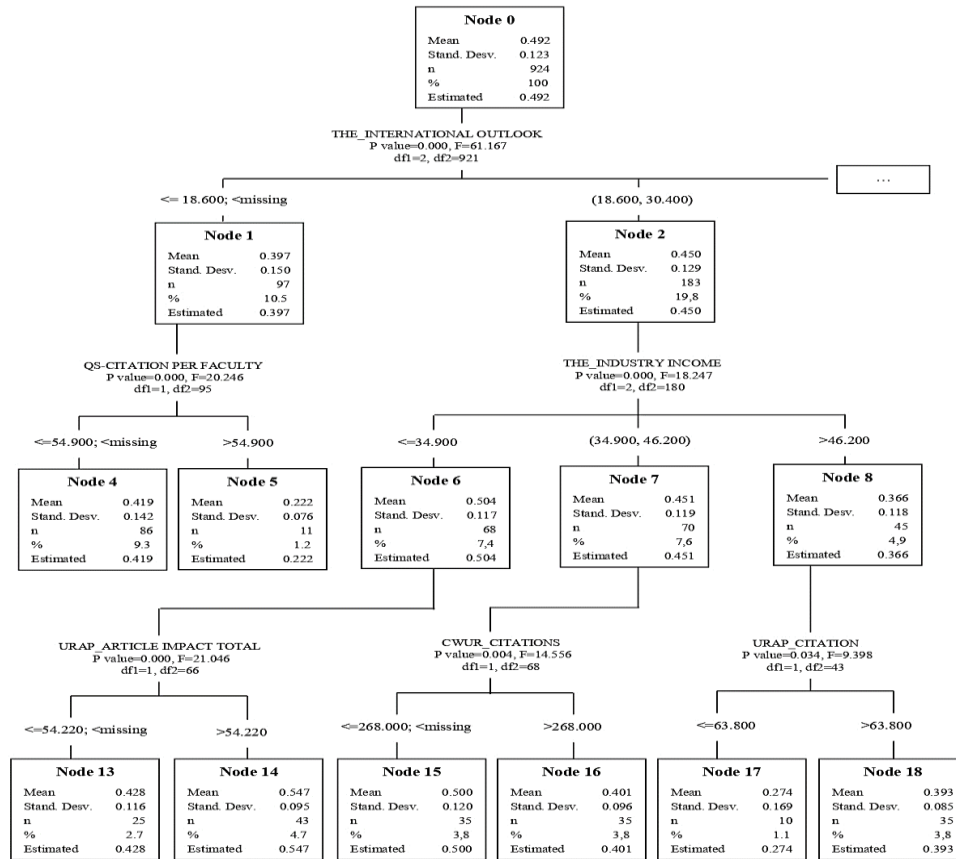 Node 0
Mean 0.492
Stand. Desv. 0.123
n 924
% 100
Estimated 0.492
THE_INTERNATIONAL OUTLOOK
P value=0.000, F=61.167
df1=2, df2=921
...
<= 18.600; <missing
(18.600, 30.400)
Node 1
Mean 0.397
Stand. Desv. 0.150
n 97
% 10.5
Estimated 0.397
Node 2
Mean 0.450
Stand. Desv. 0.129
n 183
% 19,8
Estimated 0.450
QS-CITATION PER FACULTY
P value=0.000, F=20.246
df1=1, df2=95
THE_INDUSTRY INCOME
P value=0.000, F=18.247
df1=2, df2=180
<=54.900; <missing
>54.900
<=34.900
(34.900, 46.200)
>46.200
Node 4
Mean 0.419
Stand. Desv. 0.142
n 86
% 9.3
Estimated 0.419
Node 5
Mean 0.222
Stand. Desv. 0.076
n 11
% 1.2
Estimated 0.222
Node 6
Mean 0.504
Stand. Desv. 0.117
n 68
% 7,4
Estimated 0.504
Node 7
Mean 0.451
Stand. Desv. 0.119
n 70
% 7,6
Estimated 0.451
Node 8
Mean 0.366
Stand. Desv. 0.118
n 45
% 4,9
Estimated 0.366
URAP_ARTICLE IMPACT TOTAL
P value=0.000, F=21.046
df1=1, df2=66
CWUR_CITATIONS
P value=0.004, F=14.556
df1=1, df2=68
URAP_CITATION
P value=0.034, F=9.398
df1=1, df2=43
<=54.220; <missing
>54.220
<=268.000; <missing
>268.000
<=63.800
>63.800
Node 13
Mean 0.428
Stand. Desv. 0.116
n 25
% 2.7
Estimated 0.428
Node 14
Mean 0.547
Stand. Desv. 0.095
n 43
% 4.7
Estimated 0.547
Node 15
Mean 0.500
Stand. Desv. 0.120
n 35
% 3,8
Estimated 0.500
Node 16
Mean 0.401
Stand. Desv. 0.096
n 35
% 3,8
Estimated 0.401
Node 17
Mean 0.274
Stand. Desv. 0.169
n 10
% 1.1
Estimated 0.274
Node 18
Mean 0.393
Stand. Desv. 0.085
n 35
% 3,8
Estimated 0.393